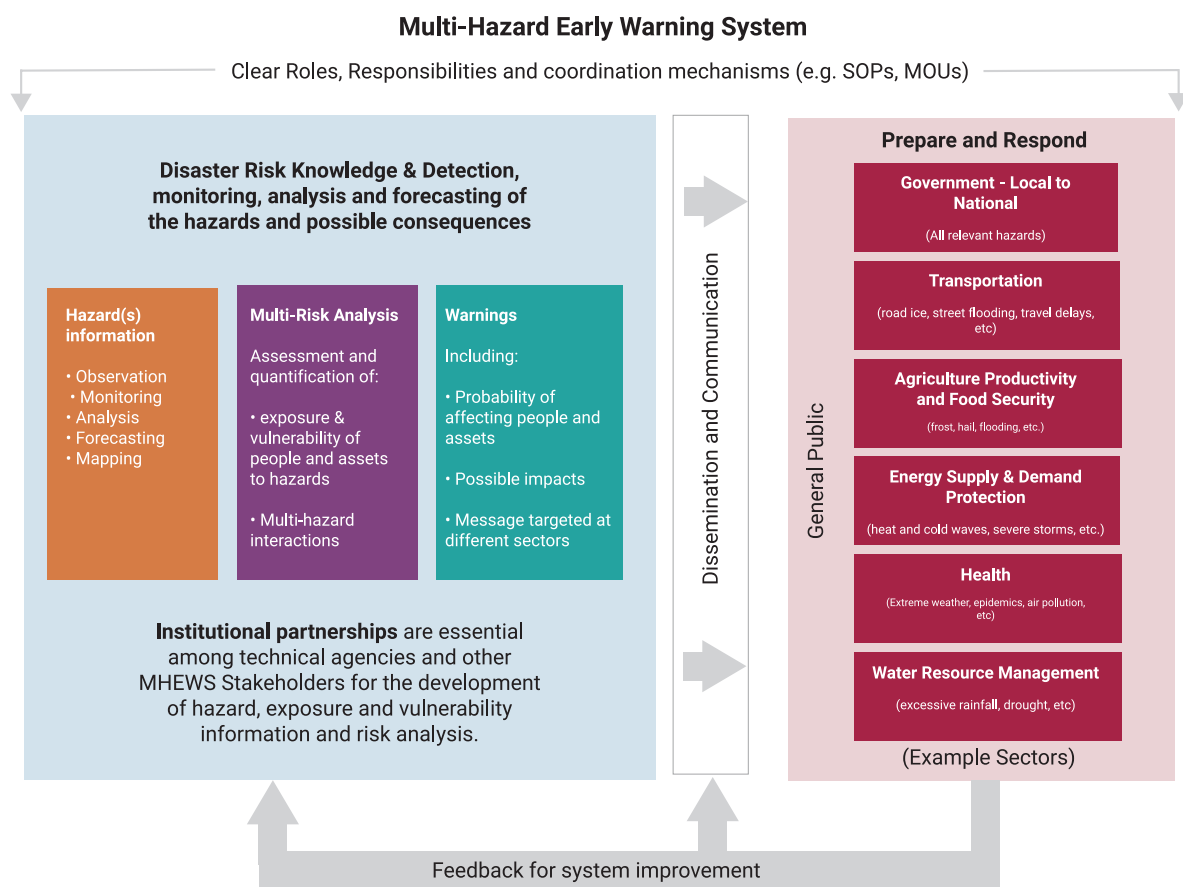 Multi-Hazard Early Warning System
Clear Roles, Responsibilities and coordination mechanisms (e.g. SOPs, MOUs)
Disaster Risk Knowledge & Detection,
monitoring, analysis and forecasting of
the hazards and possible consequences
Hazard(s)
information
• Observation
• Monitoring
• Analysis
• Forecasting
• Mapping
Multi-Risk Analysis
Assessment and
quantification of:
• exposure &
vulnerability of
people and assets
to hazards
• Multi-hazard
interactions
Warnings
Including:
• Probability of
affecting people and
assets
• Possible impacts
• Message targeted at
different sectors
Institutional partnerships are essential
among technical agencies and other
MHEWS Stakeholders for the development
of hazard, exposure and vulnerability
information and risk analysis.
Dissemination and Communication
Prepare and Respond
General Public
Government - Local to
National
(All relevant hazards)
Transportation
(road ice, street flooding, travel delays,
etc)
Agriculture Productivity
and Food Security
(frost, hail, flooding, etc.)
Energy Supply & Demand
Protection
(heat and cold waves, severe storms, etc.)
Health
(Extreme weather, epidemics, air pollution,
etc)
Water Resource Management
(excessive rainfall, drought, etc)
(Example Sectors)
Feedback for system improvement